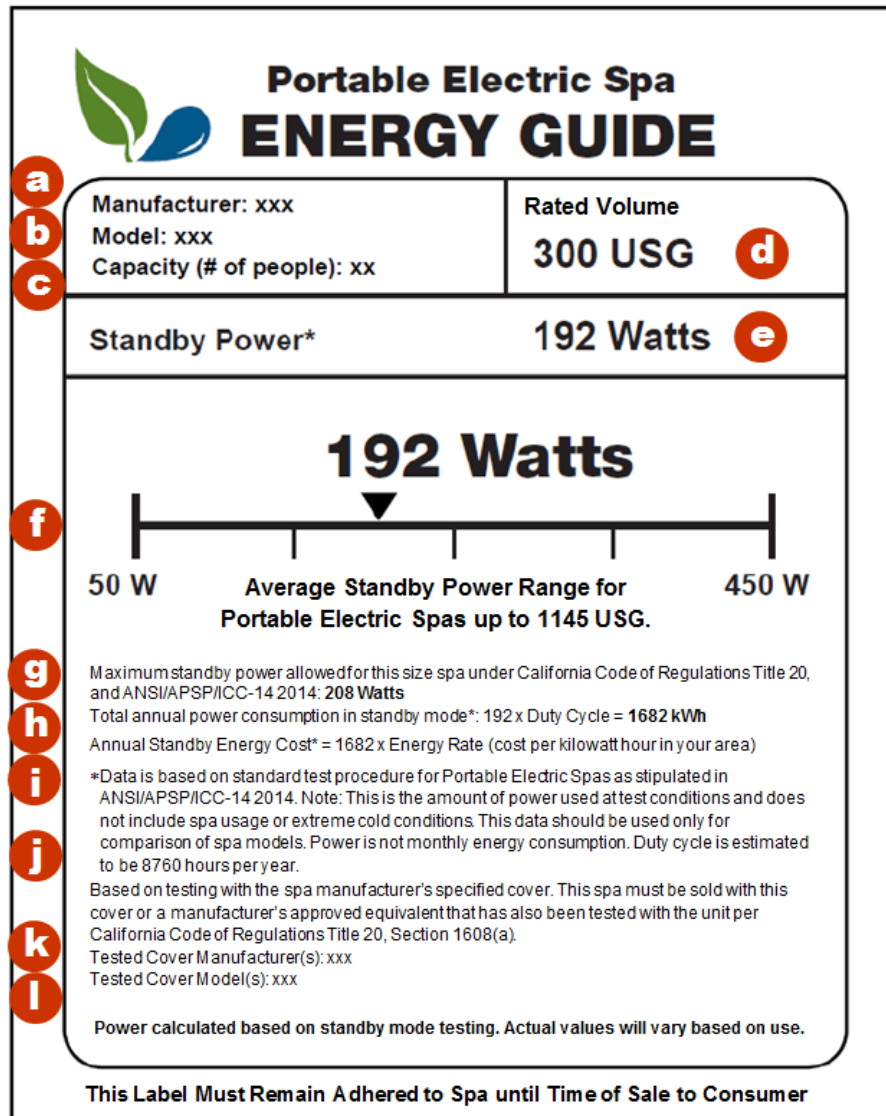 Portable Electric Spa
ENERGY GUIDE
a
Manufacturer: xxx
Rated Volume
b
Model: xxx
300 USG
d
Capacity (# of people): xx
c
Standby Power*
192 Watts
e
192 Watts
f
50 W
450 W
Average Standby Power Range for
Portable Electric Spas up to 1145 USG.
g
Maximum standby power allowed for this size spa under California Code of Regulations Title 20,
and ANSI/APSP/ICC-14 2014: 208 Watts
Total annual power consumption in standby mode*: 192 x Duty Cycle = 1682 kWh
h
Annual Standby Energy Cost* = 1682 x Energy Rate (cost per kilowatt hour in your area)
i
*Data is based on standard test procedure for Portable Electric Spas as stipulated in
ANSI/APSP/ICC-14 2014. Note: This is the amount of power used at test conditions and does
not include spa usage or extreme cold conditions. This data should be used only for
comparison of spa models. Power is not monthly energy consumption. Duty cycle is estimated
j
to be 8760 hours per year.
Based on testing with the spa manufacturer's specified cover. This spa must be sold with this
cover or a manufacturer's approved equivalent that has also been tested with the unit per
California Code of Regulations Title 20, Section 1608(a).
k
Tested Cover Manufacturer(s): xxx
Tested Cover Model(s): xxx
l
Power calculated based on standby mode testing. Actual values will vary based on use.
This Label Must Remain Adhered to Spa until Time of Sale to Consumer